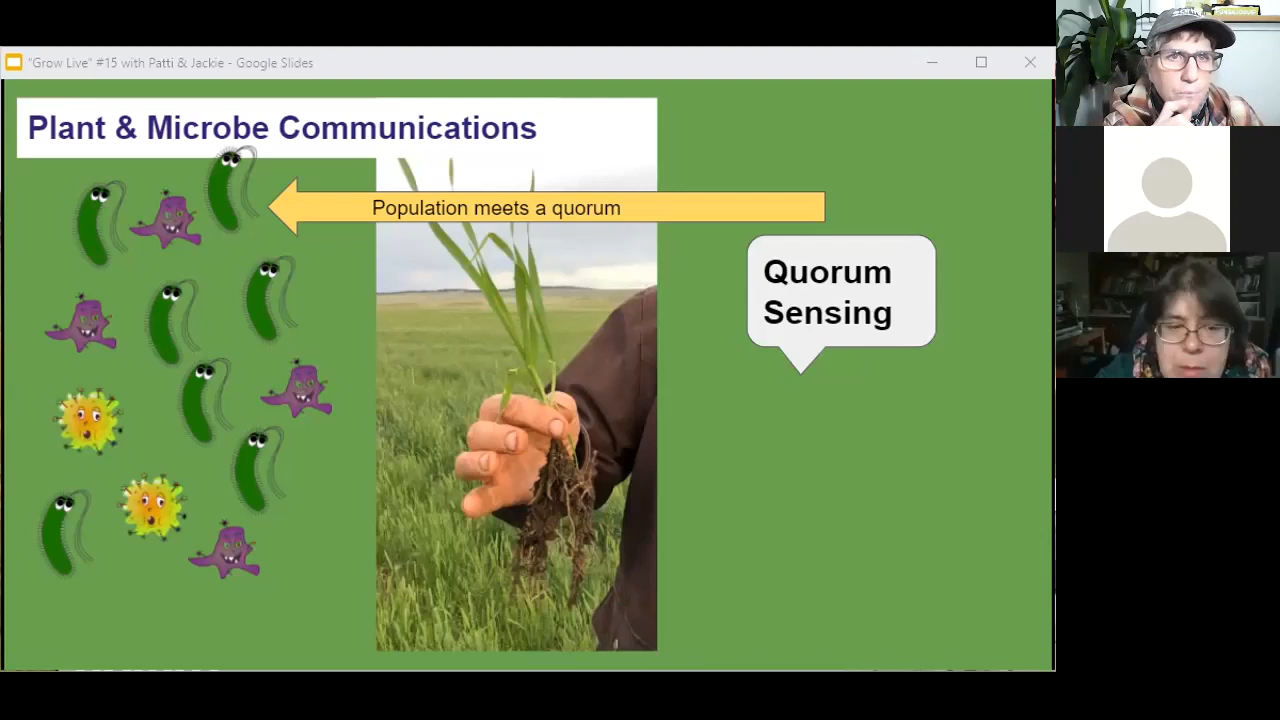 "Grow Live" #15 with Patti & Jackie - Google Slides
Plant & Microbe Communications
Population meets a quorum
Quorum
Sensing